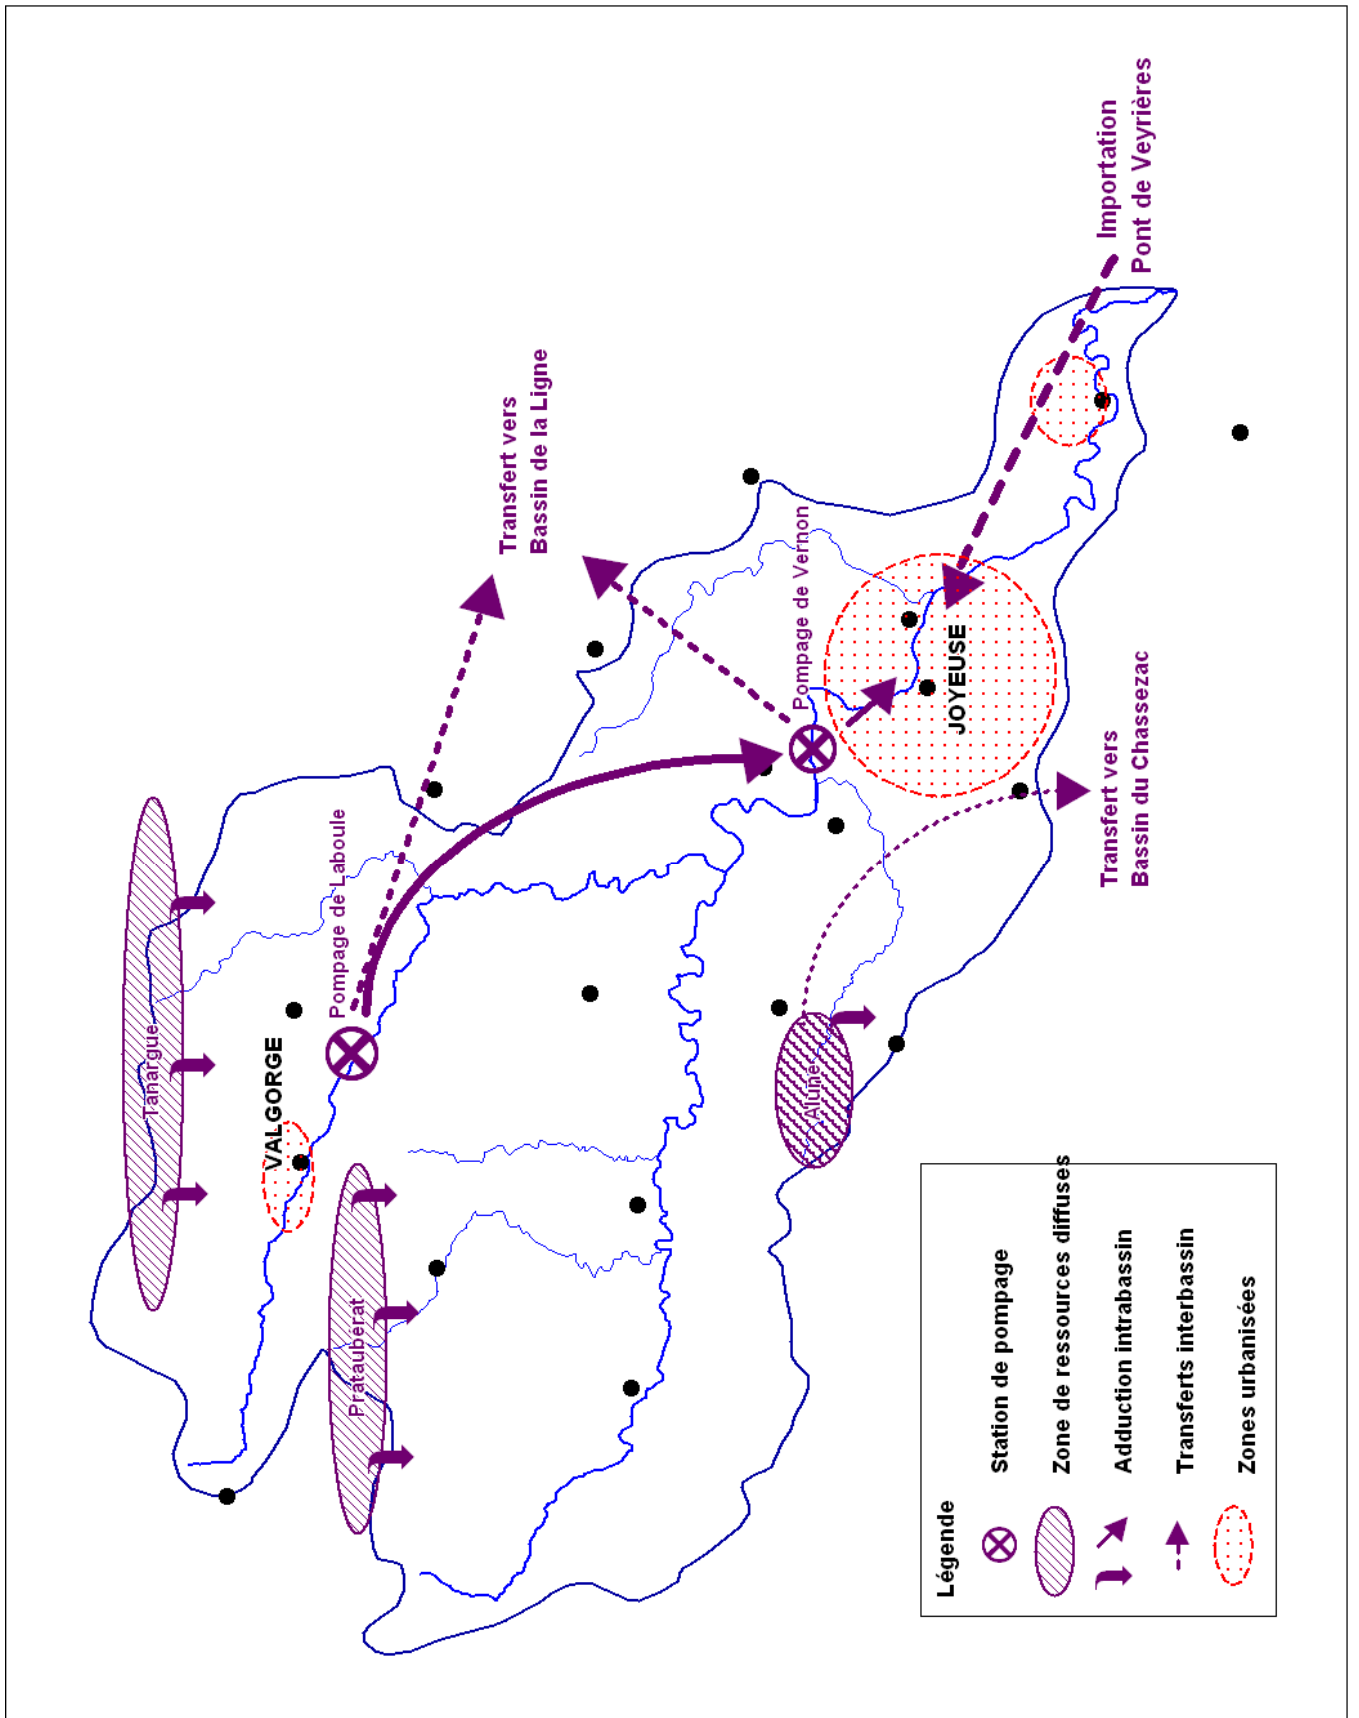 Tanargue
VALGORGE
Pompage de Laboule
Prataubérat
Transfert vers
Bassin de la Ligne
Pompage de Vernon
JOYEUSE
Alune
Transfert vers
Bassin du Chassezac
Importation
Pont de Veyrières
Légende
Station de pompage
Zone de ressources diffuses
Adduction intrabassin
Transferts interbassin
Zones urbanisées